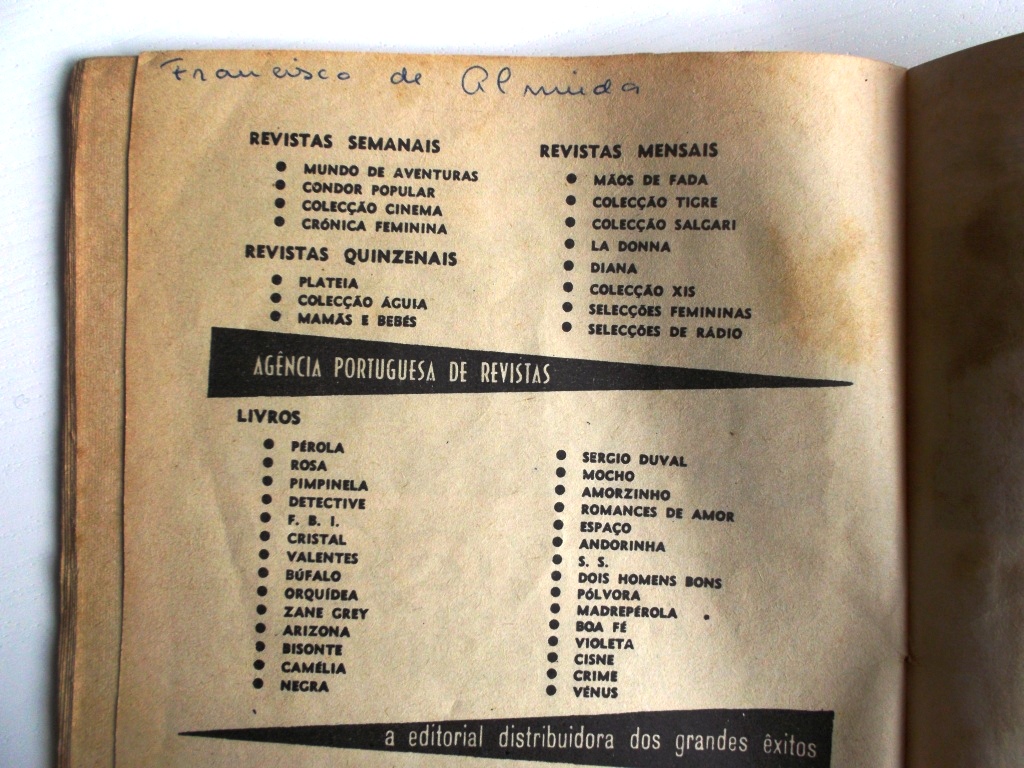 Francisco de Almeida
REVISTAS SEMANAIS
MUNDO DE AVENTURAS
CONDOR POPULAR
COLECÇÃO CINEMA
CRÓNICA FEMININA
REVISTAS QUINZENAIS
PLATEIA
COLECÇÃO ÁGUIA
MAMÃS E BEBÉS
REVISTAS MENSAIS
MÃOS DE FADA
COLECÇÃO TIGRE
COLECÇÃO SALGARI
LA DONNA
DIANA
COLECÇÃO XIS
SELECÇÕES FEMININAS
SELECÇÕES DE RÁDIO
AGÊNCIA PORTUGUESA DE REVISTAS
LIVROS
PÉROLA
ROSA
PIMPINELA
DETECTIVE
F. B. I.
CRISTAL
VALENTES
BÚFALO
ORQUÍDEA
ZANE GREY
ARIZONA
BISONTE
CAMÉLIA
NEGRA
SERGIO DUVAL
MOCHO
AMORZINHO
ROMANCES DE AMOR
ESPAÇO
ANDORINHA
S. S.
DOIS HOMENS BONS
PÓLVORA
MADREPÉROLA
BOA FÉ
VIOLETA
CISNE
CRIME
VÉNUS
a editorial distribuidora dos grandes êxitos